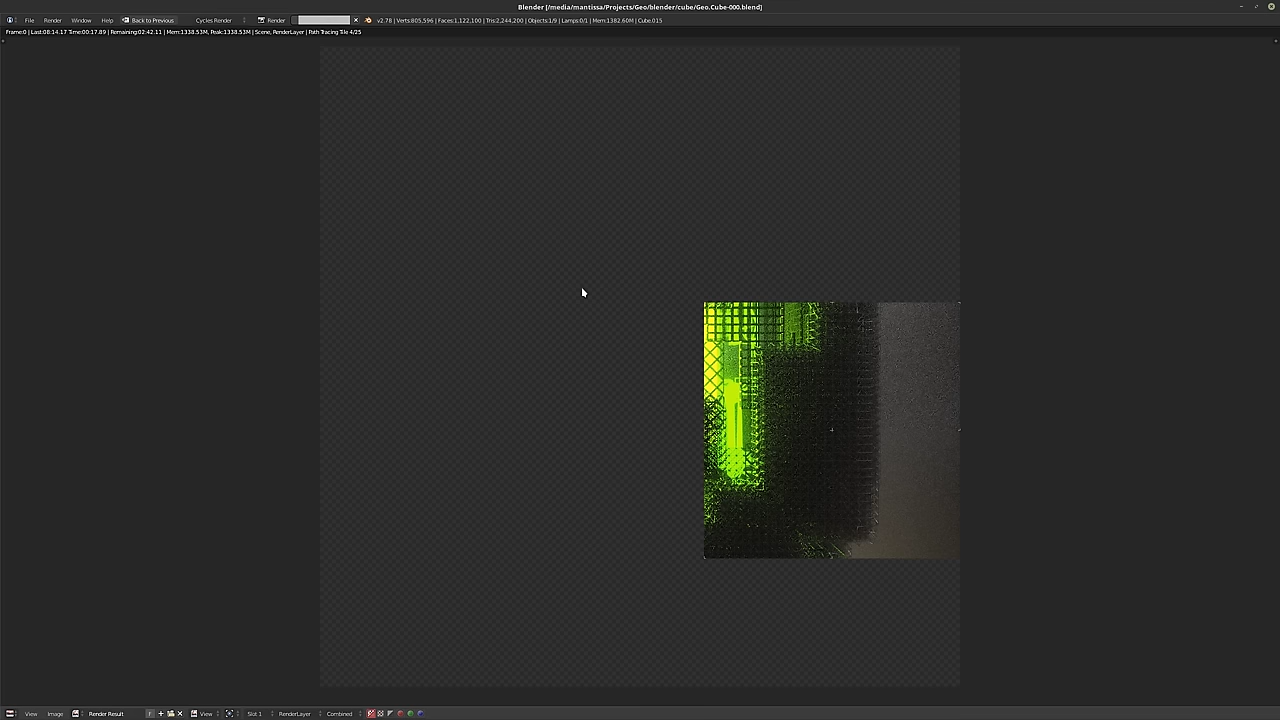 Blender [/media/mantissa/Projects/Geo/blender/cube/Geo.Cube-000.blend]
File Render Window Help Back to Previous Cycles Render Render v2.78 | Verts:805,596 | Faces:1,122,100 | Tris:2,244,200 | Objects:1/9 | Lamps:0/1 | Mem:1382.60M | Cube.015
Frame:0 | Last:08:14.17 Time:00:17.89 | Remaining:02:42.11 | Mem:1338.53M, Peak:1338.53M | Scene, RenderLayer | Path Tracing Tile 4/25
View Image Render Result F View Slot 1 RenderLayer Combined